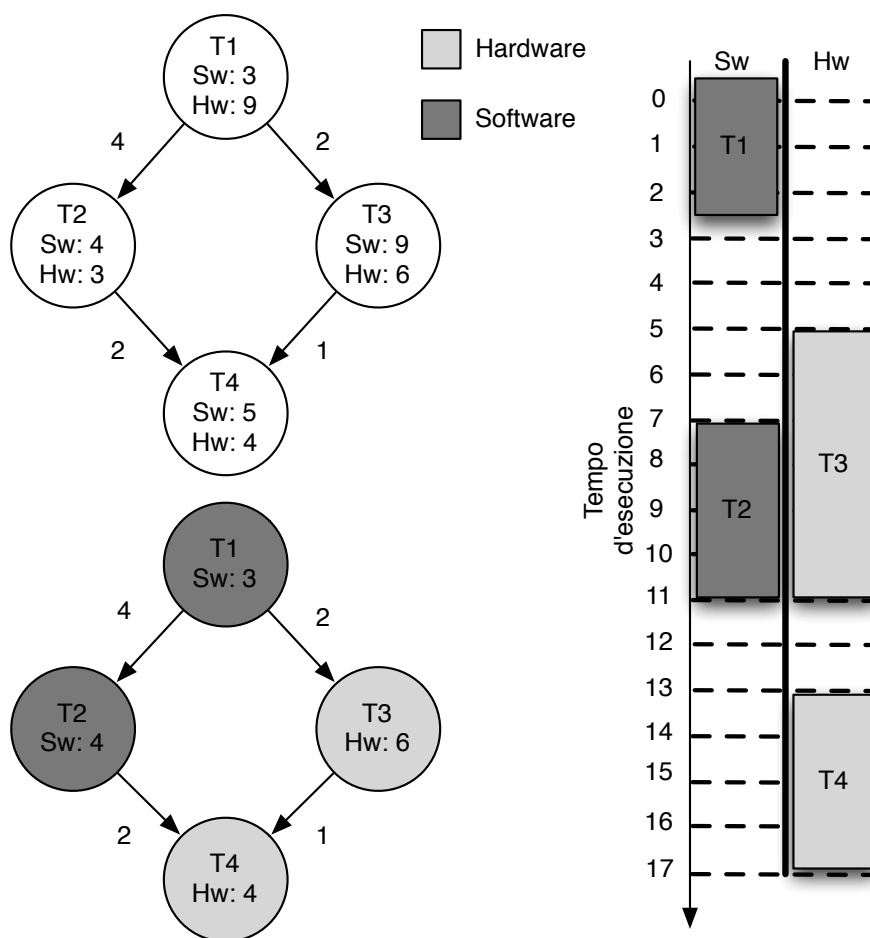 T1
Sw: 3
Hw: 9
4
2
T2
Sw: 4
Hw: 3
T3
Sw: 9
Hw: 6
2
1
T4
Sw: 5
Hw: 4
Hardware
Software
T1
Sw: 3
4
2
T2
Sw: 4
T3
Hw: 6
2
1
T4
Hw: 4
Sw
Hw
0
1
2
3
4
5
6
7
8
9
10
11
12
13
14
15
16
17
Tempo
d'esecuzione
T1
T2
T3
T4